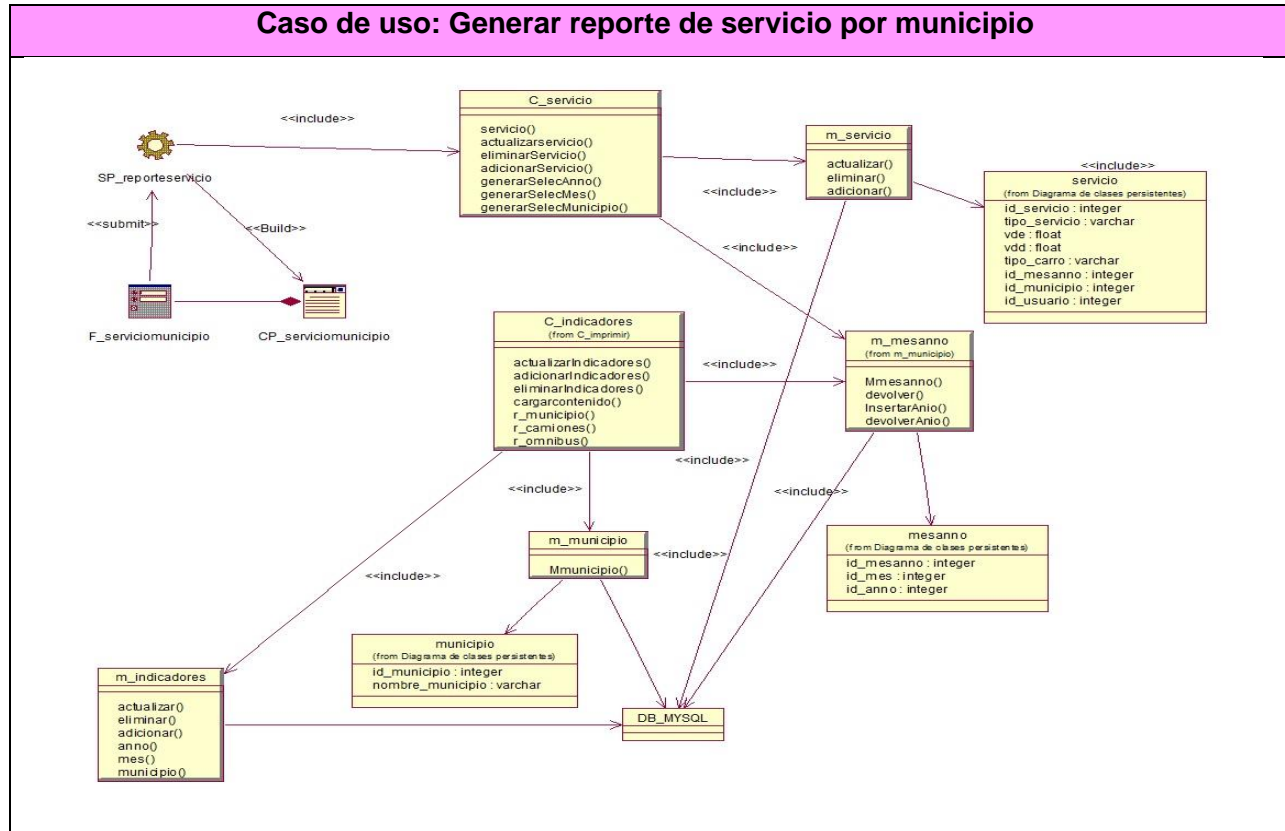 Caso de uso: Generar reporte de servicio por municipio
<<include>>
SP_reporteservicio
<<submit>>
<<Build>>
F_serviciomunicipio
CP_serviciomunicipio
C_servicio
servicio()
actualizarservicio()
eliminarServicio()
adicionarServicio()
generarSelecAnno()
generarSelecMes()
generarSelecMunicipio()
<<include>>
<<include>>
m_servicio
actualizar()
eliminar()
adicionar()
<<include>>
servicio
(from Diagrama de clases persistentes)
id_servicio : integer
tipo_servicio : varchar
vde : float
vdd : float
tipo_carro : varchar
id_mesanno : integer
id_municipio : integer
id_usuario : integer
C_indicadores
(from C_imprimir)
actualizarIndicadores()
adicionarIndicadores()
eliminarIndicadores()
cargarcontenido()
r_municipio()
r_camiones()
r_omnibus()
<<include>>
m_mesanno
(from m_municipio)
Mmesanno()
devolver()
InsertarAnio()
devolverAnio()
<<include>>
<<include>>
<<include>>
mesanno
(from Diagrama de clases persistentes)
id_mesanno : integer
id_mes : integer
id_anno : integer
m_municipio
Mmunicipio()
<<include>>
<<include>>
municipio
(from Diagrama de clases persistentes)
id_municipio : integer
nombre_municipio : varchar
m_indicadores
actualizar()
eliminar()
adicionar()
anno()
mes()
municipio()
DB_MYSQL